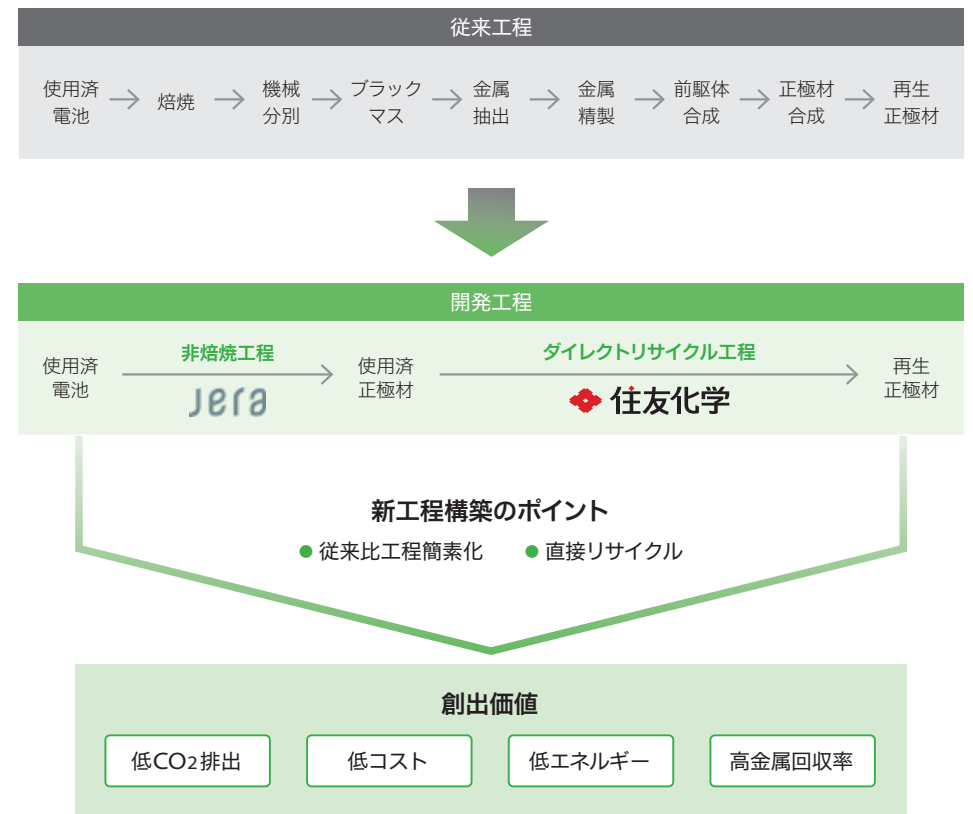 従来工程
使用済
電池
焙焼
機械
分別
ブラック
マス
金属
抽出
金属
精製
前駆体
合成
正極材
合成
再生
正極材
開発工程
使用済
電池
非焙焼工程
Jera
使用済
正極材
ダイレクトリサイクル工程
住友化学
再生
正極材
新工程構築のポイント
● 従来比工程簡素化 ● 直接リサイクル
創出価値
低CO2排出 低コスト 低エネルギー 高金属回収率